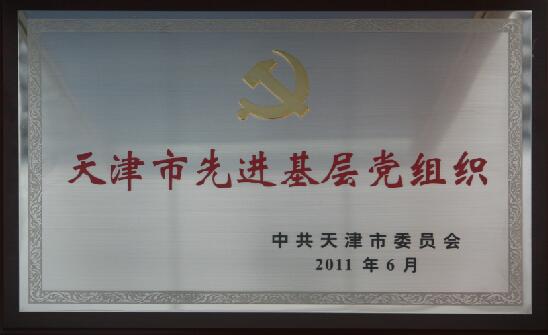 天津市先进基层党组织
中共天津市委员会
2011 年 6 月